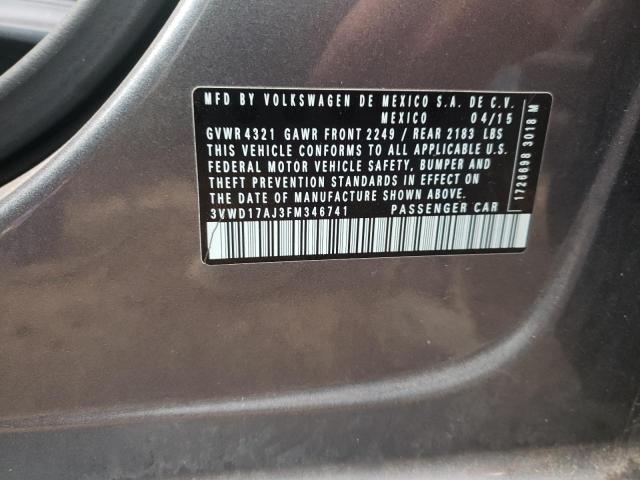 MFD BY VOLKSWAGEN DE MEXICO S.A. DE C.V.
MEXICO 04/15
GVWR 4321 GAWR FRONT 2249 / REAR 2183 LBS
THIS VEHICLE CONFORMS TO ALL APPLICABLE U.S.
FEDERAL MOTOR VEHICLE SAFETY, BUMPER AND
THEFT PREVENTION STANDARDS IN EFFECT ON
THE DATE OF MANUFACTURE SHOWN ABOVE.
3VWD17AJ3FM346741 PASSENGER CAR
1726698 3018 M